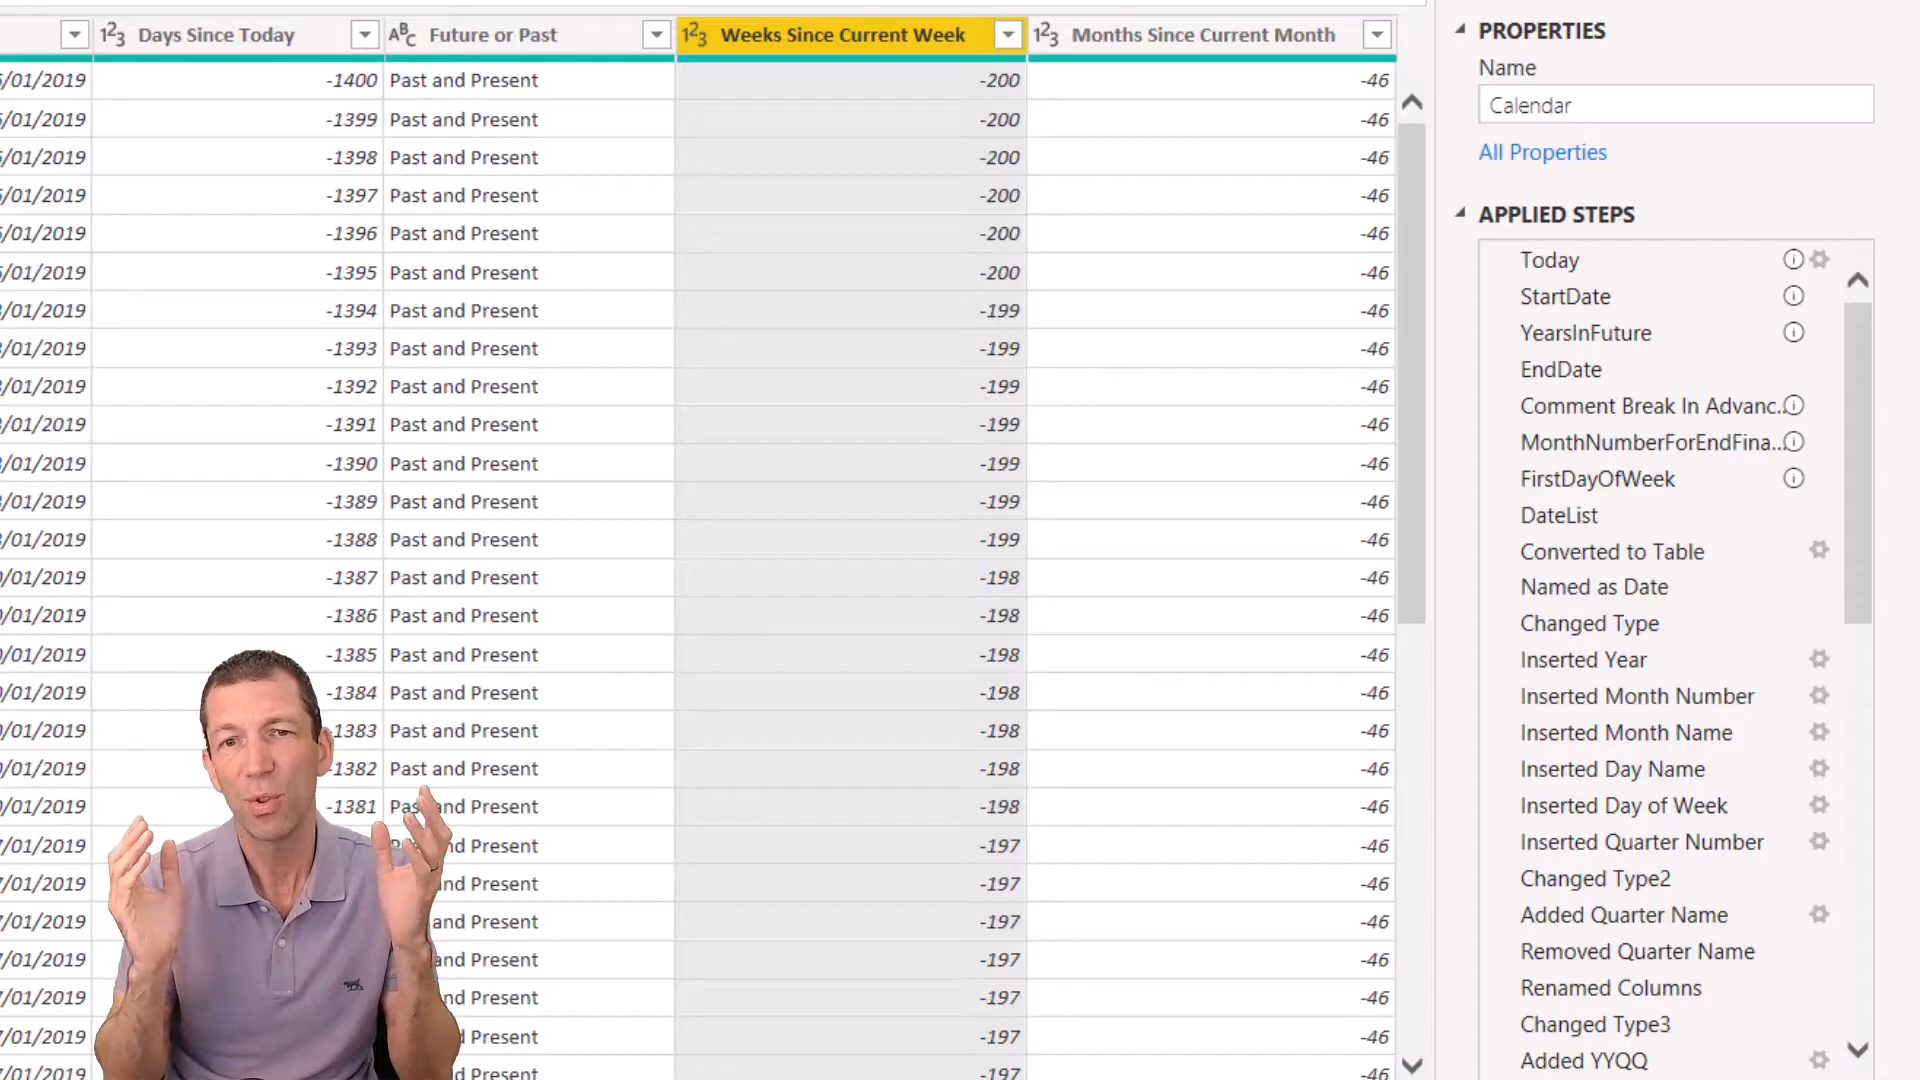 Days Since Today Future or Past Weeks Since Current Week Months Since Current Month
/01/2019 -1400 Past and Present -200 -46
/01/2019 -1399 Past and Present -200 -46
/01/2019 -1398 Past and Present -200 -46
/01/2019 -1397 Past and Present -200 -46
/01/2019 -1396 Past and Present -200 -46
/01/2019 -1395 Past and Present -200 -46
/01/2019 -1394 Past and Present -199 -46
/01/2019 -1393 Past and Present -199 -46
/01/2019 -1392 Past and Present -199 -46
/01/2019 -1391 Past and Present -199 -46
/01/2019 -1390 Past and Present -199 -46
/01/2019 -1389 Past and Present -199 -46
/01/2019 -1388 Past and Present -199 -46
/01/2019 -1387 Past and Present -198 -46
/01/2019 -1386 Past and Present -198 -46
/01/2019 -1385 Past and Present -198 -46
/01/2019 -1384 Past and Present -198 -46
/01/2019 -1383 Past and Present -198 -46
/01/2019 -1382 Past and Present -198 -46
/01/2019 -1381 Past and Present -198 -46
/01/2019 and Present -197 -46
/01/2019 and Present -197 -46
/01/2019 and Present -197 -46
/01/2019 nd Present -197 -46
/01/2019 nd Present -197 -46
/01/2019 d Present -197 -46
/01/2019 nd Present -197 -46
PROPERTIES
Name
Calendar
All Properties
APPLIED STEPS
Today
StartDate
YearsInFuture
EndDate
Comment Break In Advanc...
MonthNumberForEndFina...
FirstDayOfWeek
DateList
Converted to Table
Named as Date
Changed Type
Inserted Year
Inserted Month Number
Inserted Month Name
Inserted Day Name
Inserted Day of Week
Inserted Quarter Number
Changed Type2
Added Quarter Name
Removed Quarter Name
Renamed Columns
Changed Type3
Added YYQQ